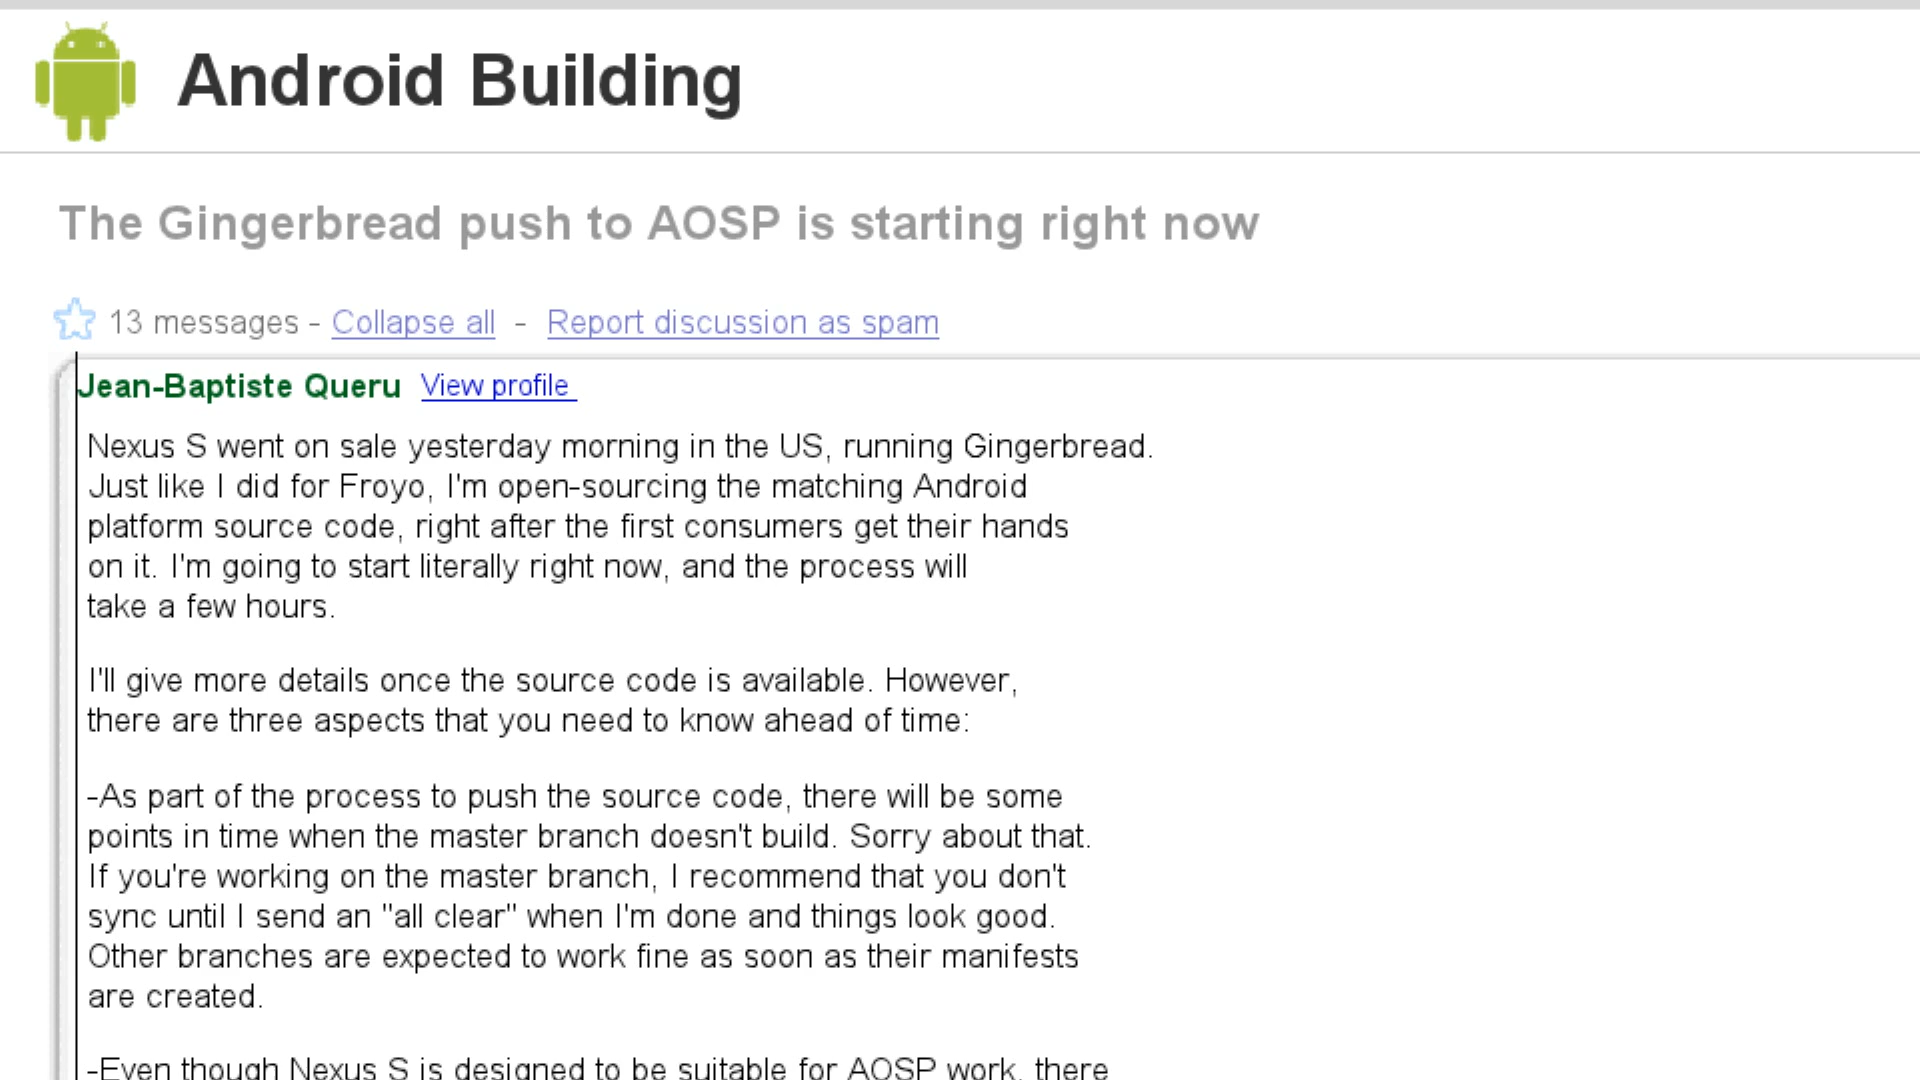 Android Building
The Gingerbread push to AOSP is starting right now
13 messages - Collapse all - Report discussion as spam
Jean-Baptiste Queru View profile
Nexus S went on sale yesterday morning in the US, running Gingerbread.
Just like I did for Froyo, I'm open-sourcing the matching Android
platform source code, right after the first consumers get their hands
on it. I'm going to start literally right now, and the process will
take a few hours.
I'll give more details once the source code is available. However,
there are three aspects that you need to know ahead of time:
-As part of the process to push the source code, there will be some
points in time when the master branch doesn't build. Sorry about that.
If you're working on the master branch, I recommend that you don't
sync until I send an "all clear" when I'm done and things look good.
Other branches are expected to work fine as soon as their manifests
are created.
-Even though Nexus S is designed to be suitable for AOSP work, there